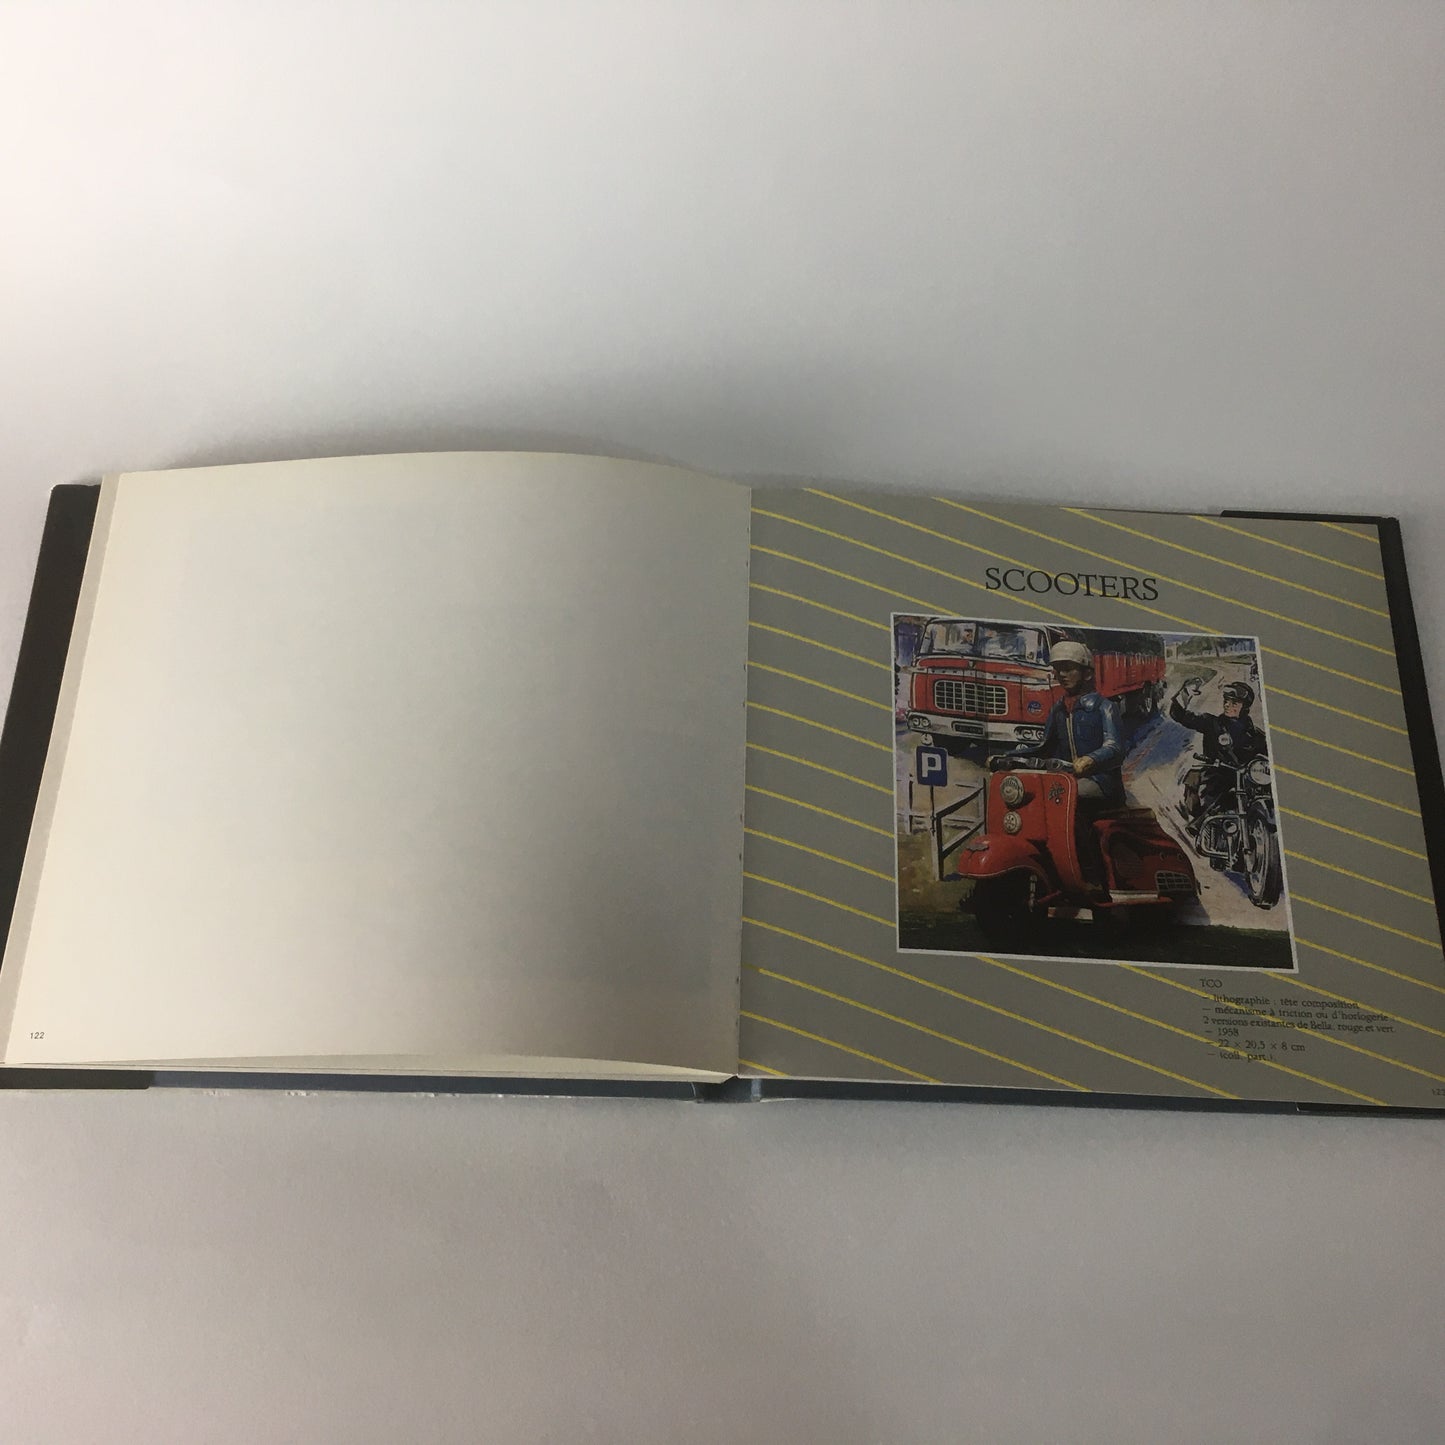 SCOOTERS
P
TCO
— lithographie : tête composition
— mécanisme à friction ou d'horlogerie
2 versions existantes de Bella, rouge et vert.
— 1958
— 22 × 20,5 × 8 cm
— (coll. part.).
122